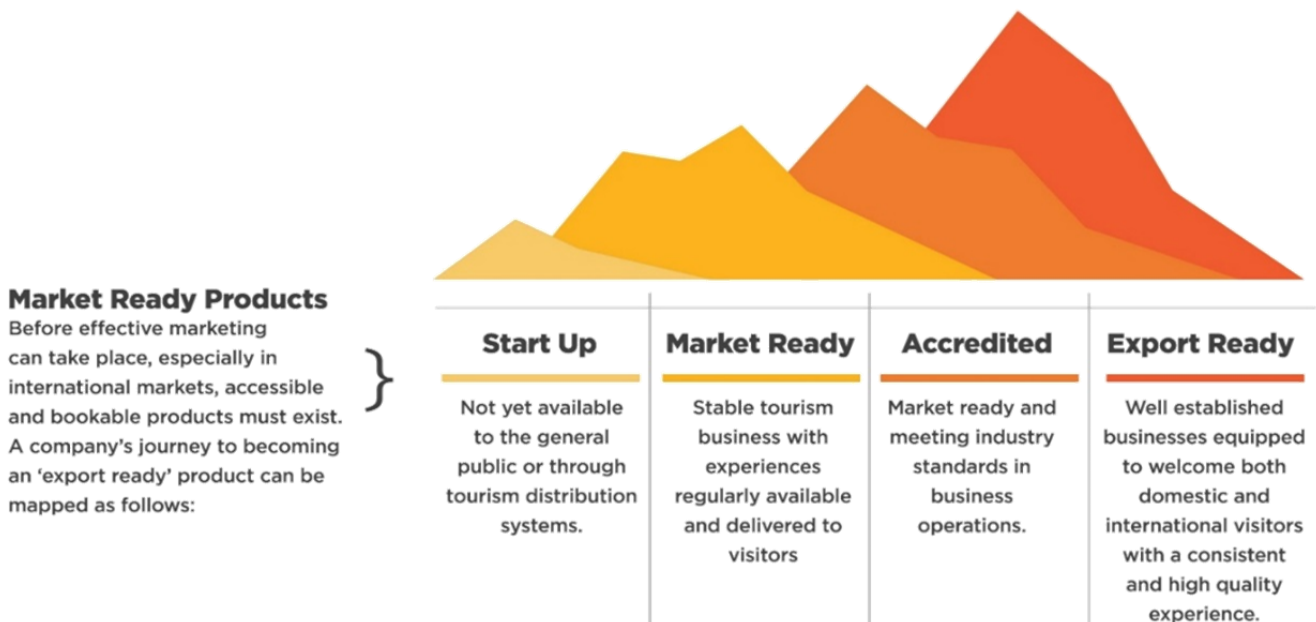 Market Ready Products
Before effective marketing
can take place, especially in
international markets, accessible
and bookable products must exist.
A company's journey to becoming
an ‘export ready’ product can be
mapped as follows:
}
Start Up
Not yet available
to the general
public or through
tourism distribution
systems.
Market Ready
Stable tourism
business with
experiences
regularly available
and delivered to
visitors
Accredited
Market ready and
meeting industry
standards in
business
operations.
Export Ready
Well established
businesses equipped
to welcome both
domestic and
international visitors
with a consistent
and high quality
experience.